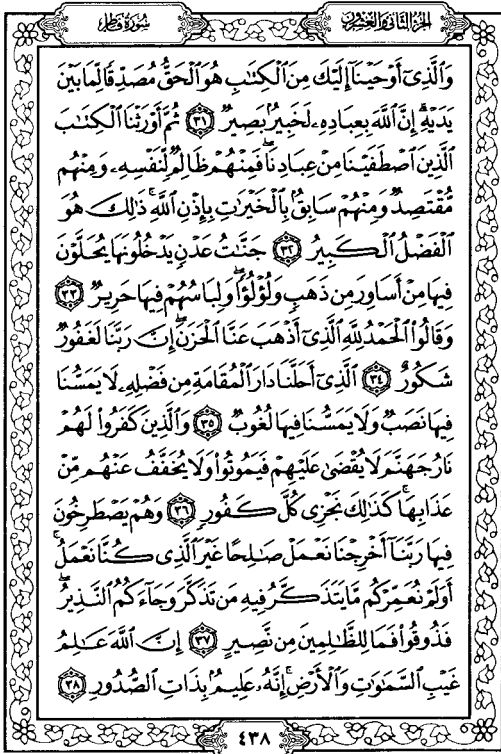 الجزء الثاني والعشرون
سورة فاطر
وَٱلَّذِىٓ أَوۡحَيۡنَآ إِلَيۡكَ مِنَ ٱلۡكِتَٰبِ هُوَ ٱلۡحَقُّ مُصَدِّقٗا لِّمَا بَيۡنَ
يَدَيۡهِۗ إِنَّ ٱللَّهَ بِعِبَادِهِۦ لَخَبِيرُۢ بَصِيرٞ ٣١ ثُمَّ أَوۡرَثۡنَا ٱلۡكِتَٰبَ
ٱلَّذِينَ ٱصۡطَفَيۡنَا مِنۡ عِبَادِنَاۖ فَمِنۡهُمۡ ظَالِمٞ لِّنَفۡسِهِۦ وَمِنۡهُم
مُّقۡتَصِدٞ وَمِنۡهُمۡ سَابِقُۢ بِٱلۡخَيۡرَٰتِ بِإِذۡنِ ٱللَّهِۚ ذَٰلِكَ هُوَ
ٱلۡفَضۡلُ ٱلۡكَبِيرُ ٣٢ جَنَّٰتُ عَدۡنٖ يَدۡخُلُونَهَا يُحَلَّوۡنَ
فِيهَا مِنۡ أَسَاوِرَ مِن ذَهَبٖ وَلُؤۡلُؤٗاۖ وَلِبَاسُهُمۡ فِيهَا حَرِيرٞ ٣٣
وَقَالُواْ ٱلۡحَمۡدُ لِلَّهِ ٱلَّذِىٓ أَذۡهَبَ عَنَّا ٱلۡحَزَنَۖ إِنَّ رَبَّنَا لَغَفُورٞ
شَكُورٌ ٣٤ ٱلَّذِىٓ أَحَلَّنَا دَارَ ٱلۡمُقَامَةِ مِن فَضۡلِهِۦ لَا يَمَسُّنَا
فِيهَا نَصَبٞ وَلَا يَمَسُّنَا فِيهَا لُغُوبٞ ٣٥ وَٱلَّذِينَ كَفَرُواْ لَهُمۡ
نَارُ جَهَنَّمَ لَا يُقۡضَىٰ عَلَيۡهِمۡ فَيَمُوتُواْ وَلَا يُخَفَّفُ عَنۡهُم مِّنۡ
عَذَابِهَاۚ كَذَٰلِكَ نَجۡزِى كُلَّ كَفُورٖ ٣٦ وَهُمۡ يَصۡطَرِخُونَ
فِيهَا رَبَّنَآ أَخۡرِجۡنَا نَعۡمَلۡ صَٰلِحًا غَيۡرَ ٱلَّذِى كُنَّا نَعۡمَلُۚ
أَوَلَمۡ نُعَمِّرۡكُم مَّا يَتَذَكَّرُ فِيهِ مَن تَذَكَّرَ وَجَآءَكُمُ ٱلنَّذِيرُۖ
فَذُوقُواْ فَمَا لِلظَّٰلِمِينَ مِن نَّصِيرٍ ٣٧ إِنَّ ٱللَّهَ عَٰلِمُ
غَيۡبِ ٱلسَّمَٰوَٰتِ وَٱلۡأَرۡضِۚ إِنَّهُۥ عَلِيمُۢ بِذَاتِ ٱلصُّدُورِ ٣٨
٤٣٨